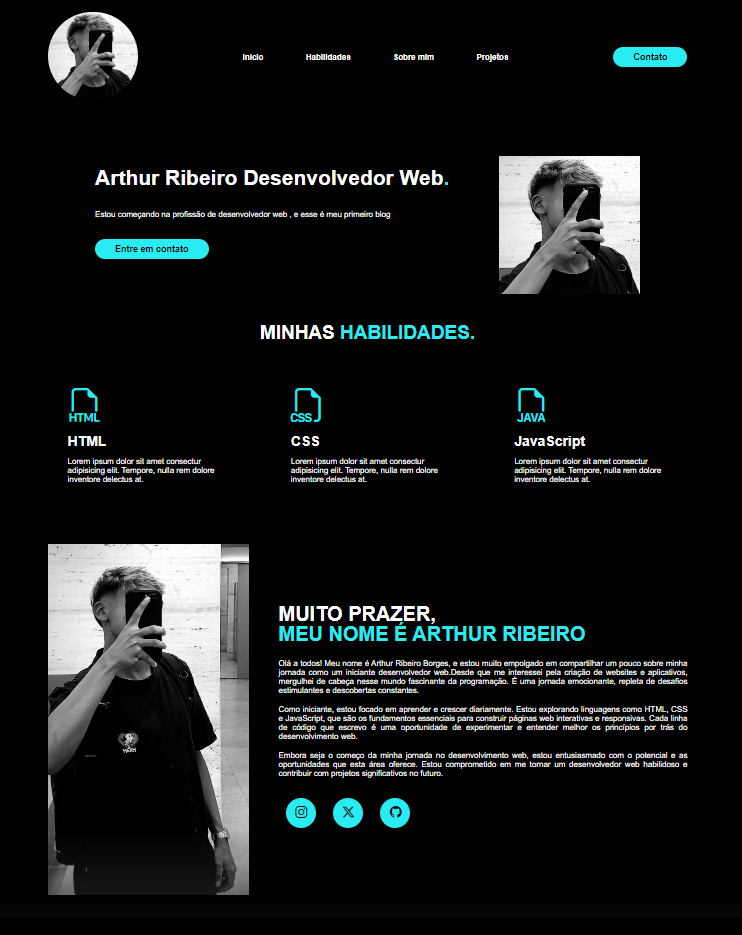 Início
Habilidades
Sobre mim
Projetos
Contato
Arthur Ribeiro Desenvolvedor Web.
Estou começando na profissão de desenvolvedor web , e esse é meu primeiro blog
Entre em contato
MINHAS HABILIDADES.
HTML
CSS
JAVA
HTML
CSS
JavaScript
Lorem ipsum dolor sit amet consectur
adipisicing elit. Tempore, nulla rem dolore
inventore delectus at.
Lorem ipsum dolor sit amet consectur
adipisicing elit. Tempore, nulla rem dolore
inventore delectus at.
Lorem ipsum dolor sit amet consectur
adipisicing elit. Tempore, nulla rem dolore
inventore delectus at.
MUITO PRAZER,
MEU NOME É ARTHUR RIBEIRO
Olá a todos! Meu nome é Arthur Ribeiro Borges, e estou muito empolgado em compartilhar um pouco sobre minha
jornada como um iniciante desenvolvedor web.Desde que me interessei pela criação de websites e aplicativos,
mergulhei de cabeça nesse mundo fascinante da programação. É uma jornada emocionante, repleta de desafios
estimulantes e descobertas constantes.
Como iniciante, estou focado em aprender e crescer diariamente. Estou explorando linguagens como HTML, CSS
e JavaScript, que são os fundamentos essenciais para construir páginas web interativas e responsivas. Cada linha
de código que escrevo é uma oportunidade de experimentar e entender melhor os princípios por trás do
desenvolvimento web.
Embora seja o começo da minha jornada no desenvolvimento web, estou entusiasmado com o potencial e as
oportunidades que esta área oferece. Estou comprometido em me tornar um desenvolvedor web habilidoso e
contribuir com projetos significativos no futuro.